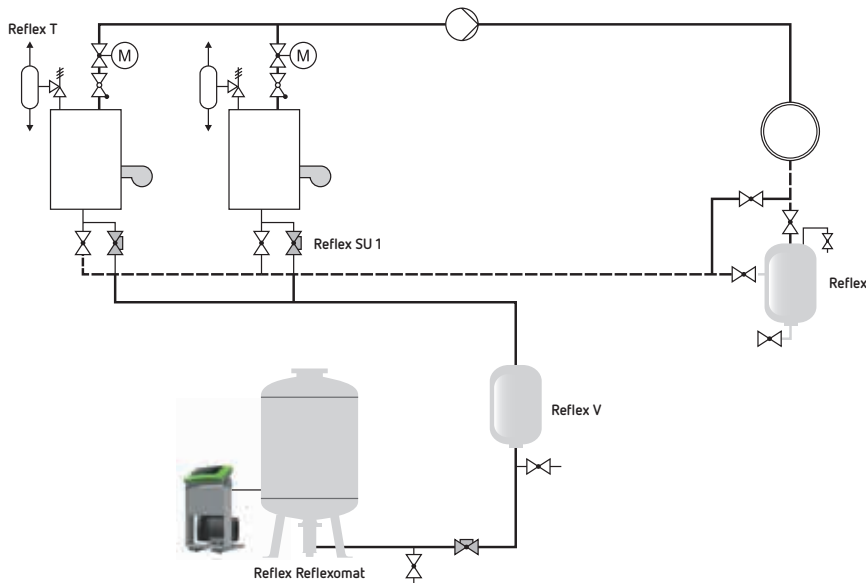 Reflex T
M
M
Reflex SU 1
Reflex
Reflex V
Reflex Reflexomat